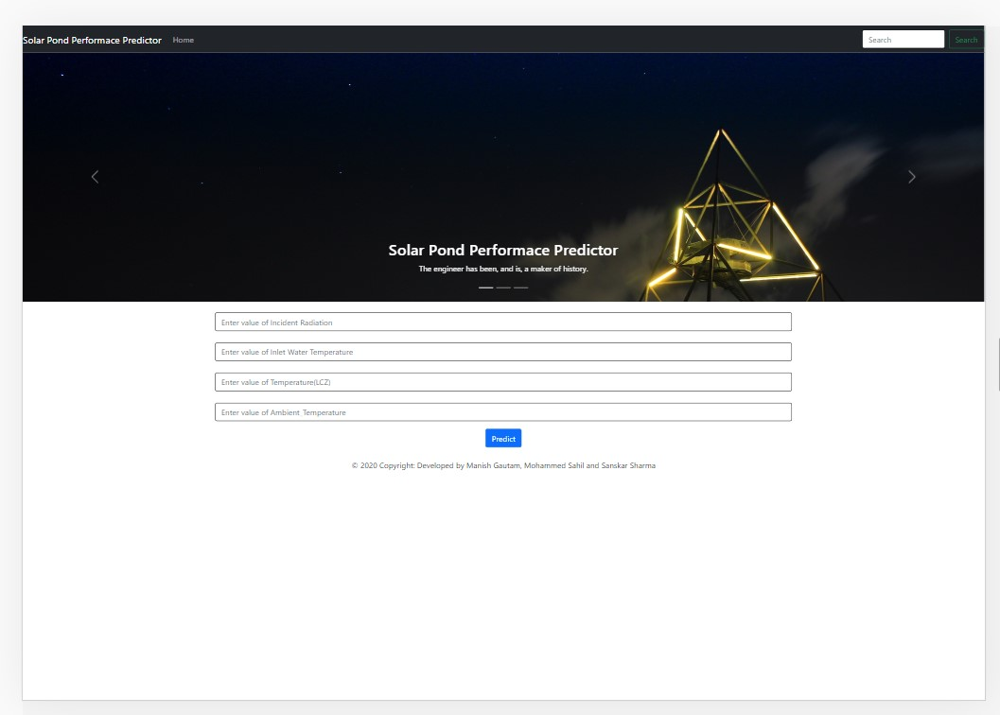 Solar Pond Performace Predictor Home Search Search
Solar Pond Performace Predictor
The engineer has been, and is, a maker of history.
Enter value of Incident Radiation
Enter value of Inlet Water Temperature
Enter value of Temperature(LCZ)
Enter value of Ambient_Temperature
Predict
© 2020 Copyright: Developed by Manish Gautam, Mohammed Sahil and Sanskar Sharma